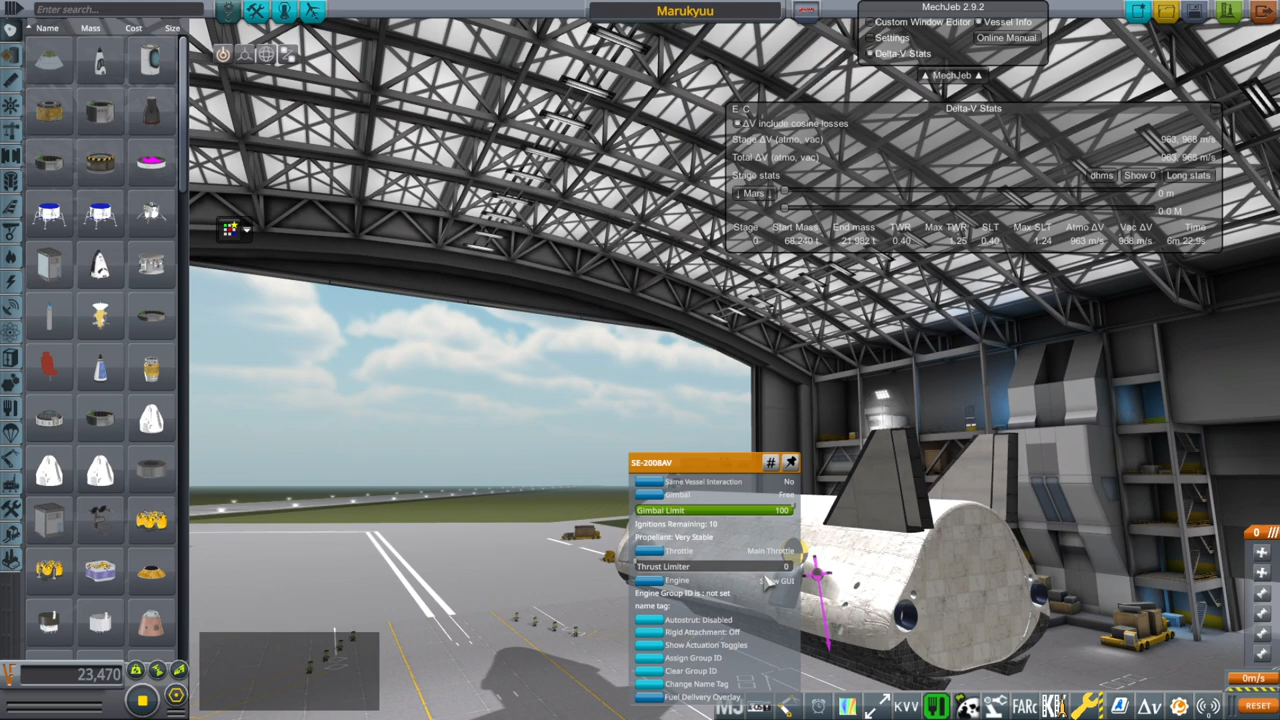 Enter text...
Marukyuu
MechJeb 2.9.2
Custom Window Editor
Vessel Info
Settings
Online Manual
Delta-V Stats
▲ MechJeb ▲
Name Mass Cost Size
E C Delta-V Stats
ΔV include cosine losses
Stage ΔV (atmo, vac) 963, 968 m/s
Total ΔV (atmo, vac) 963, 968 m/s
Stage stats dhms Show 0 Long stats
↓ Mars ↓ 0 m
0.0 M
Stage Start Mass End mass TWR Max TWR SLT Max SLT Atmo ΔV Vac ΔV Time
0 68.240 t 21.982 t 0.40 1.25 0.40 1.24 963 m/s 968 m/s 6m 22.9s
SE-2008AV #
Same Vessel Interaction No
Gimbal Free
Gimbal Limit 100
Ignitions Remaining: 10
Propellant: Very Stable
Throttle Main Throttle
Thrust Limiter 0
Engine GUI
Engine Group ID is : not set
name tag:
Autostrut: Disabled
Rigid Attachment: Off
Show Actuation Toggles
Assign Group ID
Clear Group ID
Change Name Tag
Fuel Delivery Overlay
0
0m/s
23,470
MJ KVV FARc Δv RESET